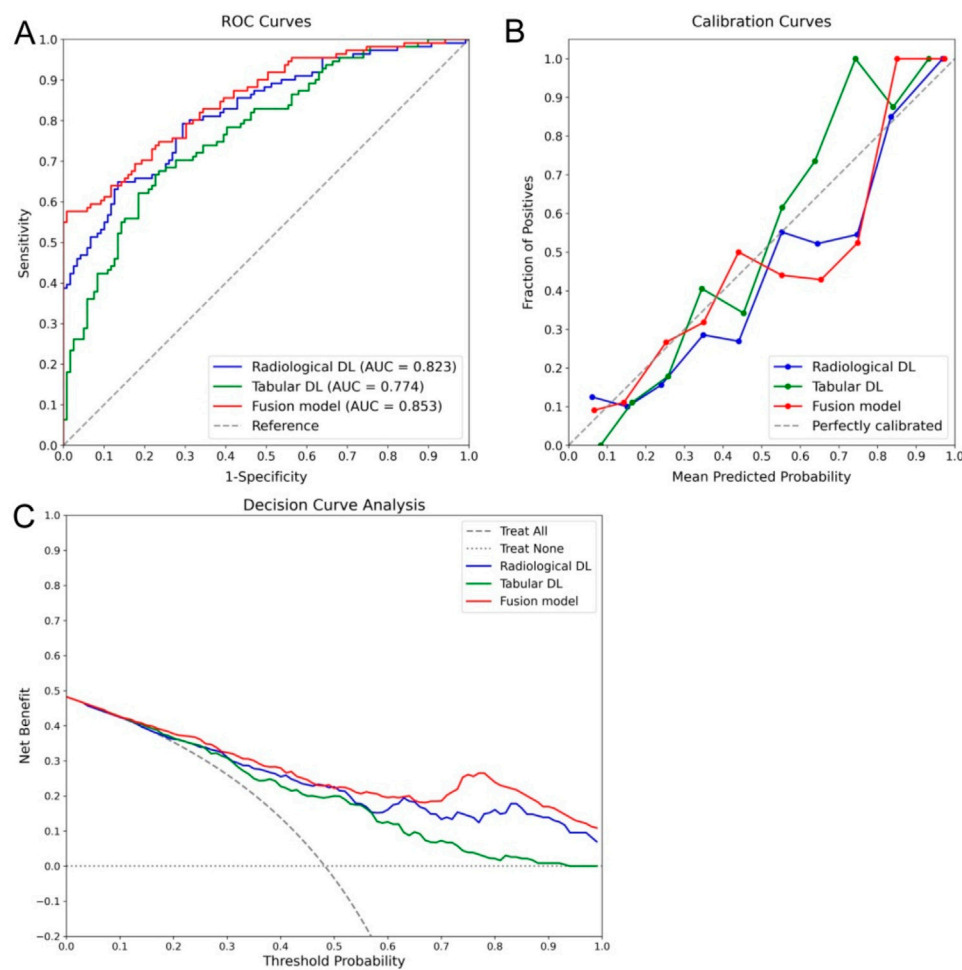 A
ROC Curves
1.0
0.9
0.8
0.7
0.6
0.5
0.4
0.3
0.2
0.1
0.0
Sensitivity
Radiological DL (AUC = 0.823)
Tabular DL (AUC = 0.774)
Fusion model (AUC = 0.853)
Reference
0.0 0.1 0.2 0.3 0.4 0.5 0.6 0.7 0.8 0.9 1.0
1-Specificity
B
Calibration Curves
1.0
0.9
0.8
0.7
0.6
0.5
0.4
0.3
0.2
0.1
0.0
Fraction of Positives
Radiological DL
Tabular DL
Fusion model
Perfectly calibrated
0.0 0.1 0.2 0.3 0.4 0.5 0.6 0.7 0.8 0.9 1.0
Mean Predicted Probability
C
Decision Curve Analysis
1.0
0.9
0.8
0.7
0.6
0.5
0.4
0.3
0.2
0.1
0.0
-0.1
-0.2
Net Benefit
Treat All
Treat None
Radiological DL
Tabular DL
Fusion model
0.0 0.1 0.2 0.3 0.4 0.5 0.6 0.7 0.8 0.9 1.0
Threshold Probability